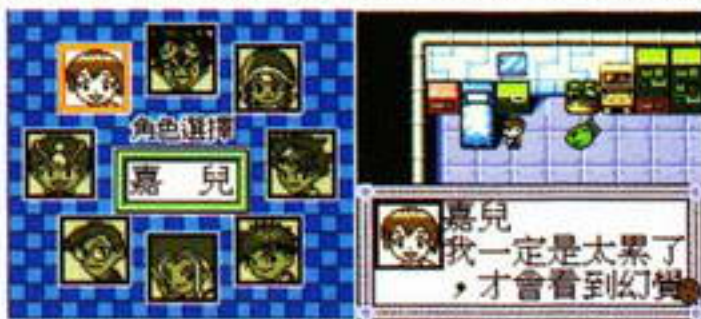 角色選擇
嘉 兒
嘉兒
我一定是太累了
，才會看到幻覺